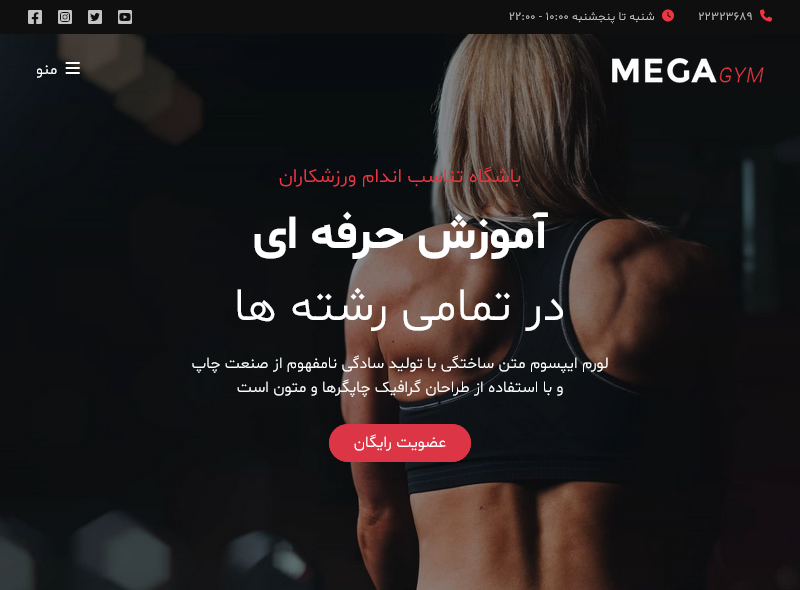 ۲۲۳۲۳۶۸۹
شنبه تا پنجشنبه ۱۰:۰۰ - ۲۲:۰۰
MEGAGYM
منو
باشگاه تناسب اندام ورزشکاران
آموزش حرفه ای
در تمامی رشته ها
لورم ایپسوم متن ساختگی با تولید سادگی نامفهوم از صنعت چاپ
و با استفاده از طراحان گرافیک چاپگرها و متون است
عضویت رایگان